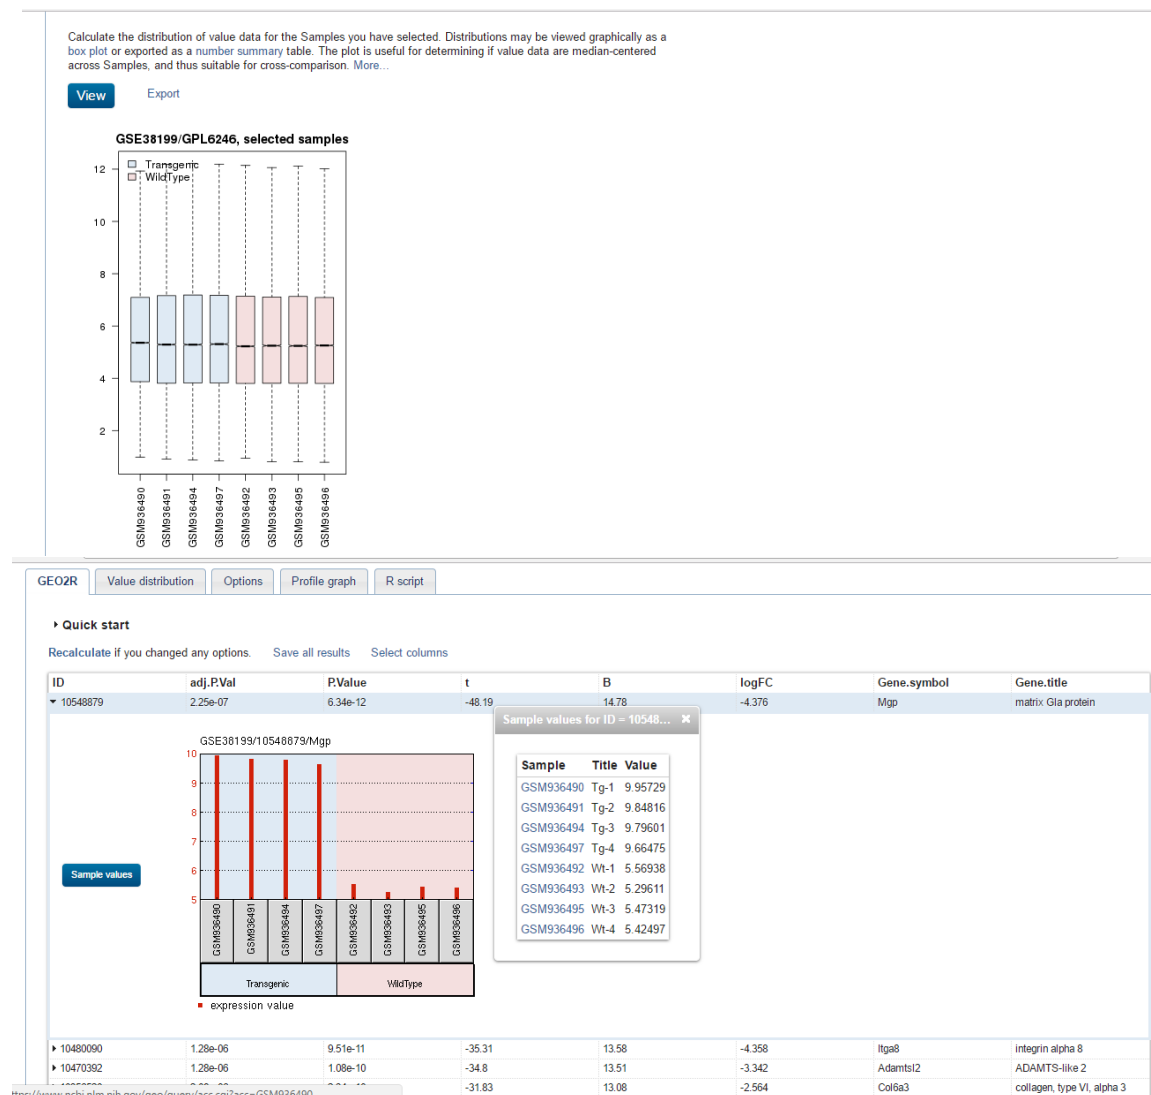 Calculate the distribution of value data for the Samples you have selected. Distributions may be viewed graphically as a
box plot or exported as a number summary table. The plot is useful for determining if value data are median-centered
across Samples, and thus suitable for cross-comparison. More...
View Export
GSE38199/GPL6246, selected samples
Transgenic
WildType
12
10
8
6
4
2
GSM936490 GSM936491 GSM936494 GSM936497 GSM936492 GSM936493 GSM936495 GSM936496
GEO2R Value distribution Options Profile graph R script
Quick start
Recalculate if you changed any options. Save all results Select columns
ID adj.P.Val P.Value t B logFC Gene.symbol Gene.title
10548879 2.25e-07 6.34e-12 -48.19 14.78 -4.376 Mgp matrix Gla protein
Sample values for ID = 10548...
GSE38199/10548879/Mgp
10
9
8
7
6
5
Sample values
GSM936490 GSM936491 GSM936494 GSM936497 GSM936492 GSM936493 GSM936495 GSM936496
Transgenic WildType
expression value
Sample Title Value
GSM936490 Tg-1 9.95729
GSM936491 Tg-2 9.84816
GSM936494 Tg-3 9.79601
GSM936497 Tg-4 9.66475
GSM936492 Wt-1 5.56938
GSM936493 Wt-2 5.29611
GSM936495 Wt-3 5.47319
GSM936496 Wt-4 5.42497
10480090 1.28e-06 9.51e-11 -35.31 13.58 -4.358 Itga8 integrin alpha 8
10470392 1.28e-06 1.08e-10 -34.8 13.51 -3.342 Adamtsl2 ADAMTS-like 2
-31.83 13.08 -2.564 Col6a3 collagen, type VI, alpha 3